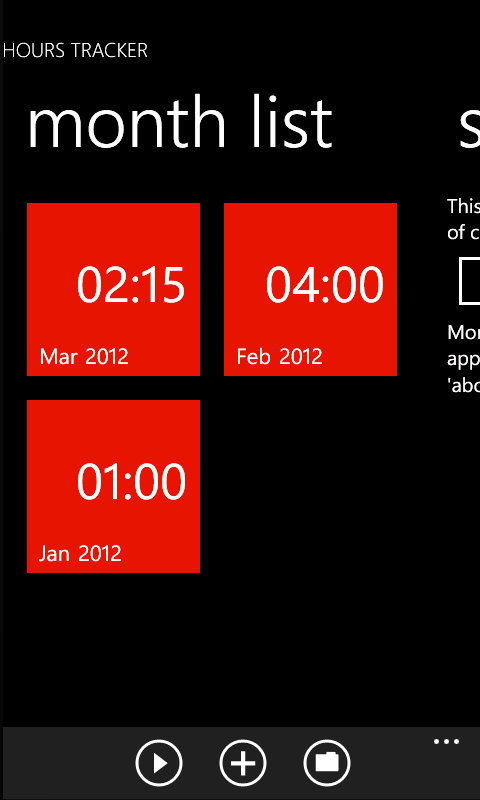 HOURS TRACKER
month list
s
This
of c
02:15
Mar 2012
04:00
Feb 2012
Mor
app
'abo
01:00
Jan 2012